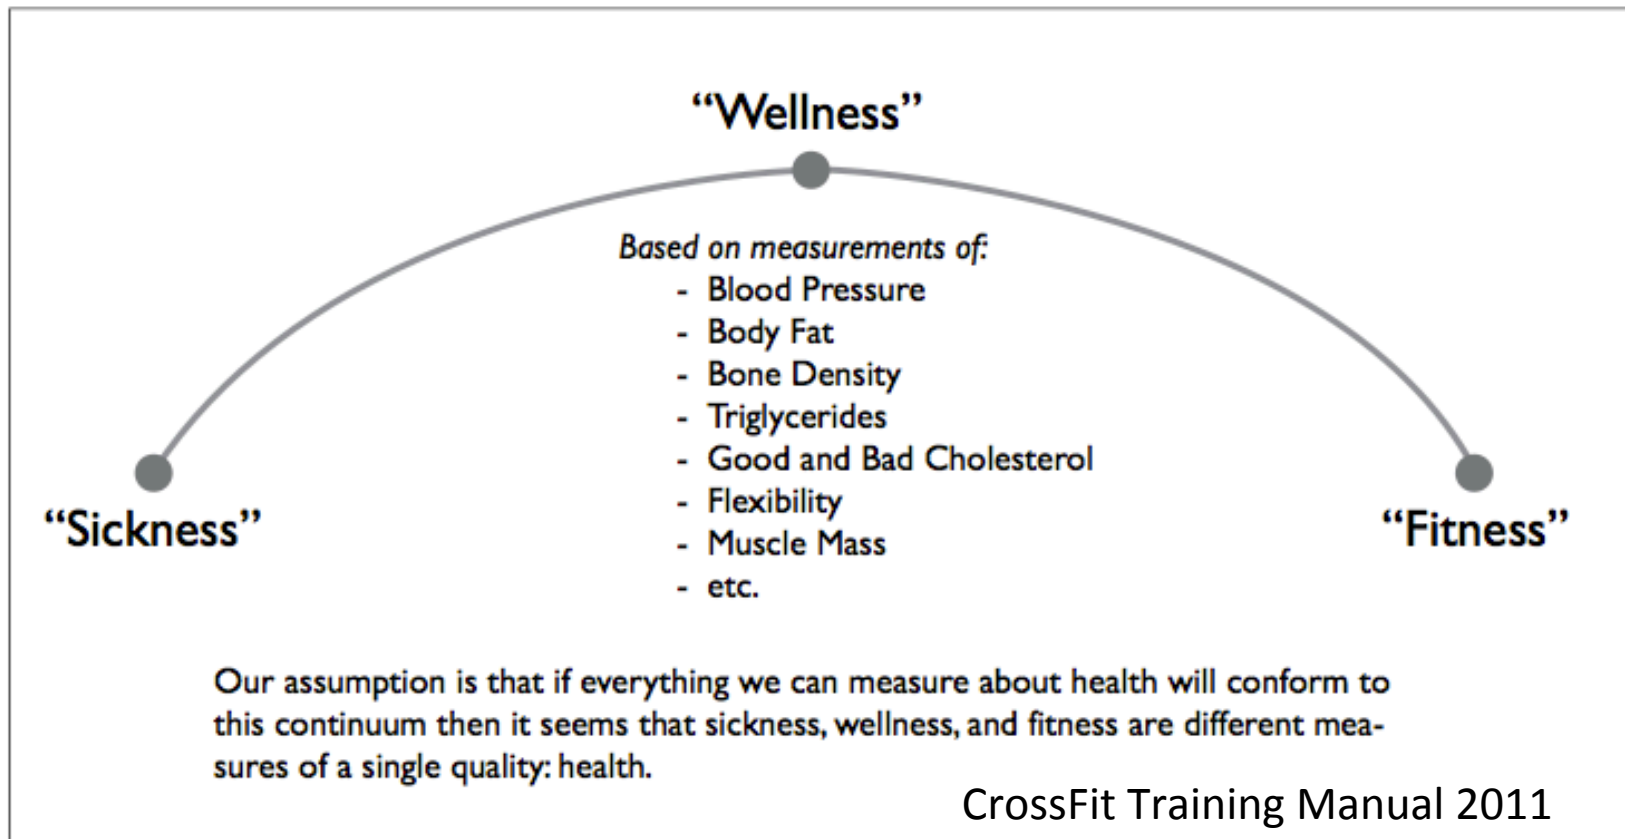 “Wellness”
Based on measurements of:
- Blood Pressure
- Body Fat
- Bone Density
- Triglycerides
- Good and Bad Cholesterol
- Flexibility
- Muscle Mass
- etc.
“Sickness”
“Fitness”
Our assumption is that if everything we can measure about health will conform to
this continuum then it seems that sickness, wellness, and fitness are different mea-
sures of a single quality: health.
CrossFit Training Manual 2011